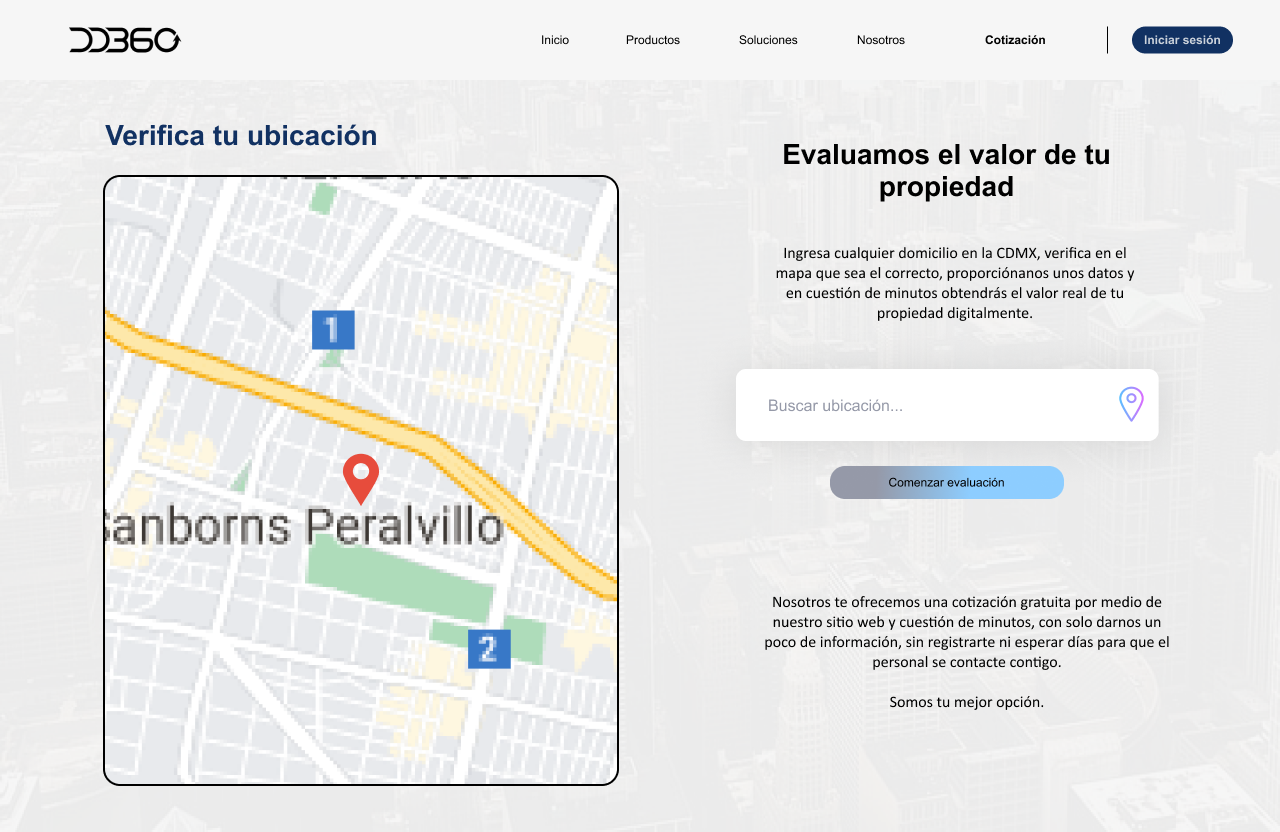 DD360
Inicio
Productos
Soluciones
Nosotros
Cotización
Iniciar sesión
Verifica tu ubicación
1
Sanborns Peralvillo
2
Evaluamos el valor de tu
propiedad
Ingresa cualquier domicilio en la CDMX, verifica en el
mapa que sea el correcto, proporciónanos unos datos y
en cuestión de minutos obtendrás el valor real de tu
propiedad digitalmente.
Buscar ubicación...
Comenzar evaluación
Nosotros te ofrecemos una cotización gratuita por medio de
nuestro sitio web y cuestión de minutos, con solo darnos un
poco de información, sin registrarte ni esperar días para que el
personal se contacte contigo.
Somos tu mejor opción.